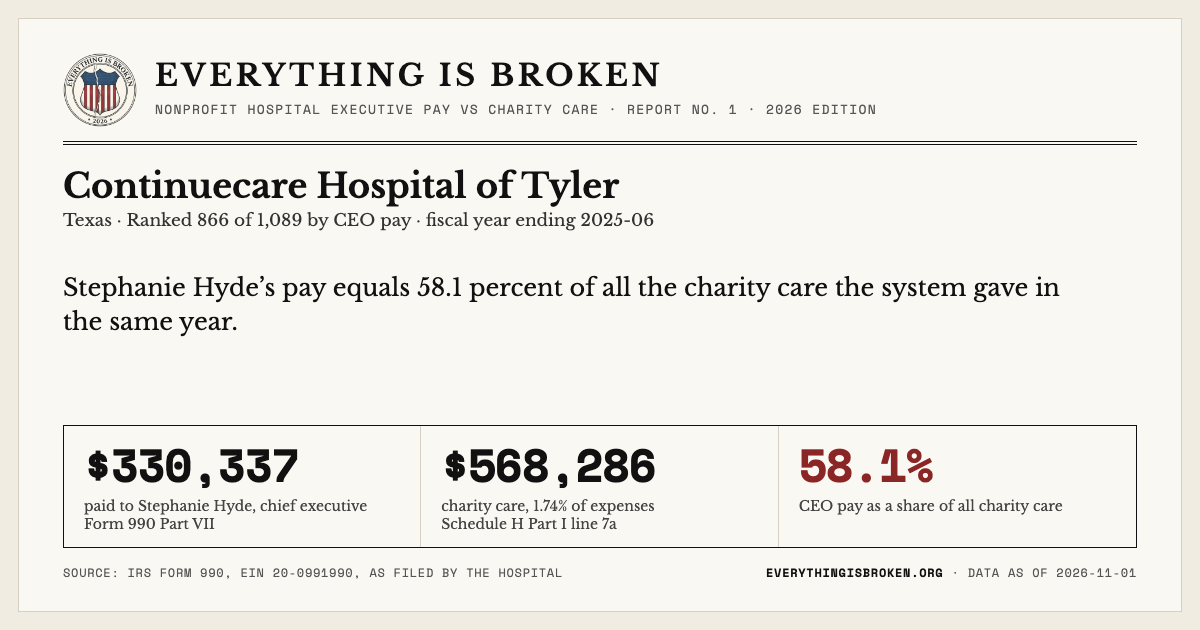 EVERYTHING IS BROKEN
EVERYTHING IS BROKEN
2026
NONPROFIT HOSPITAL EXECUTIVE PAY VS CHARITY CARE · REPORT NO. 1 · 2026 EDITION
Continuecare Hospital of Tyler
Texas · Ranked 866 of 1,089 by CEO pay · fiscal year ending 2025-06
Stephanie Hyde’s pay equals 58.1 percent of all the charity care the system gave in
the same year.
$330,337
paid to Stephanie Hyde, chief executive
Form 990 Part VII
$568,286
charity care, 1.74% of expenses
Schedule H Part I line 7a
58.1%
CEO pay as a share of all charity care
SOURCE: IRS FORM 990, EIN 20-0991990, AS FILED BY THE HOSPITAL
EVERYTHINGISBROKEN.ORG · DATA AS OF 2026-11-01